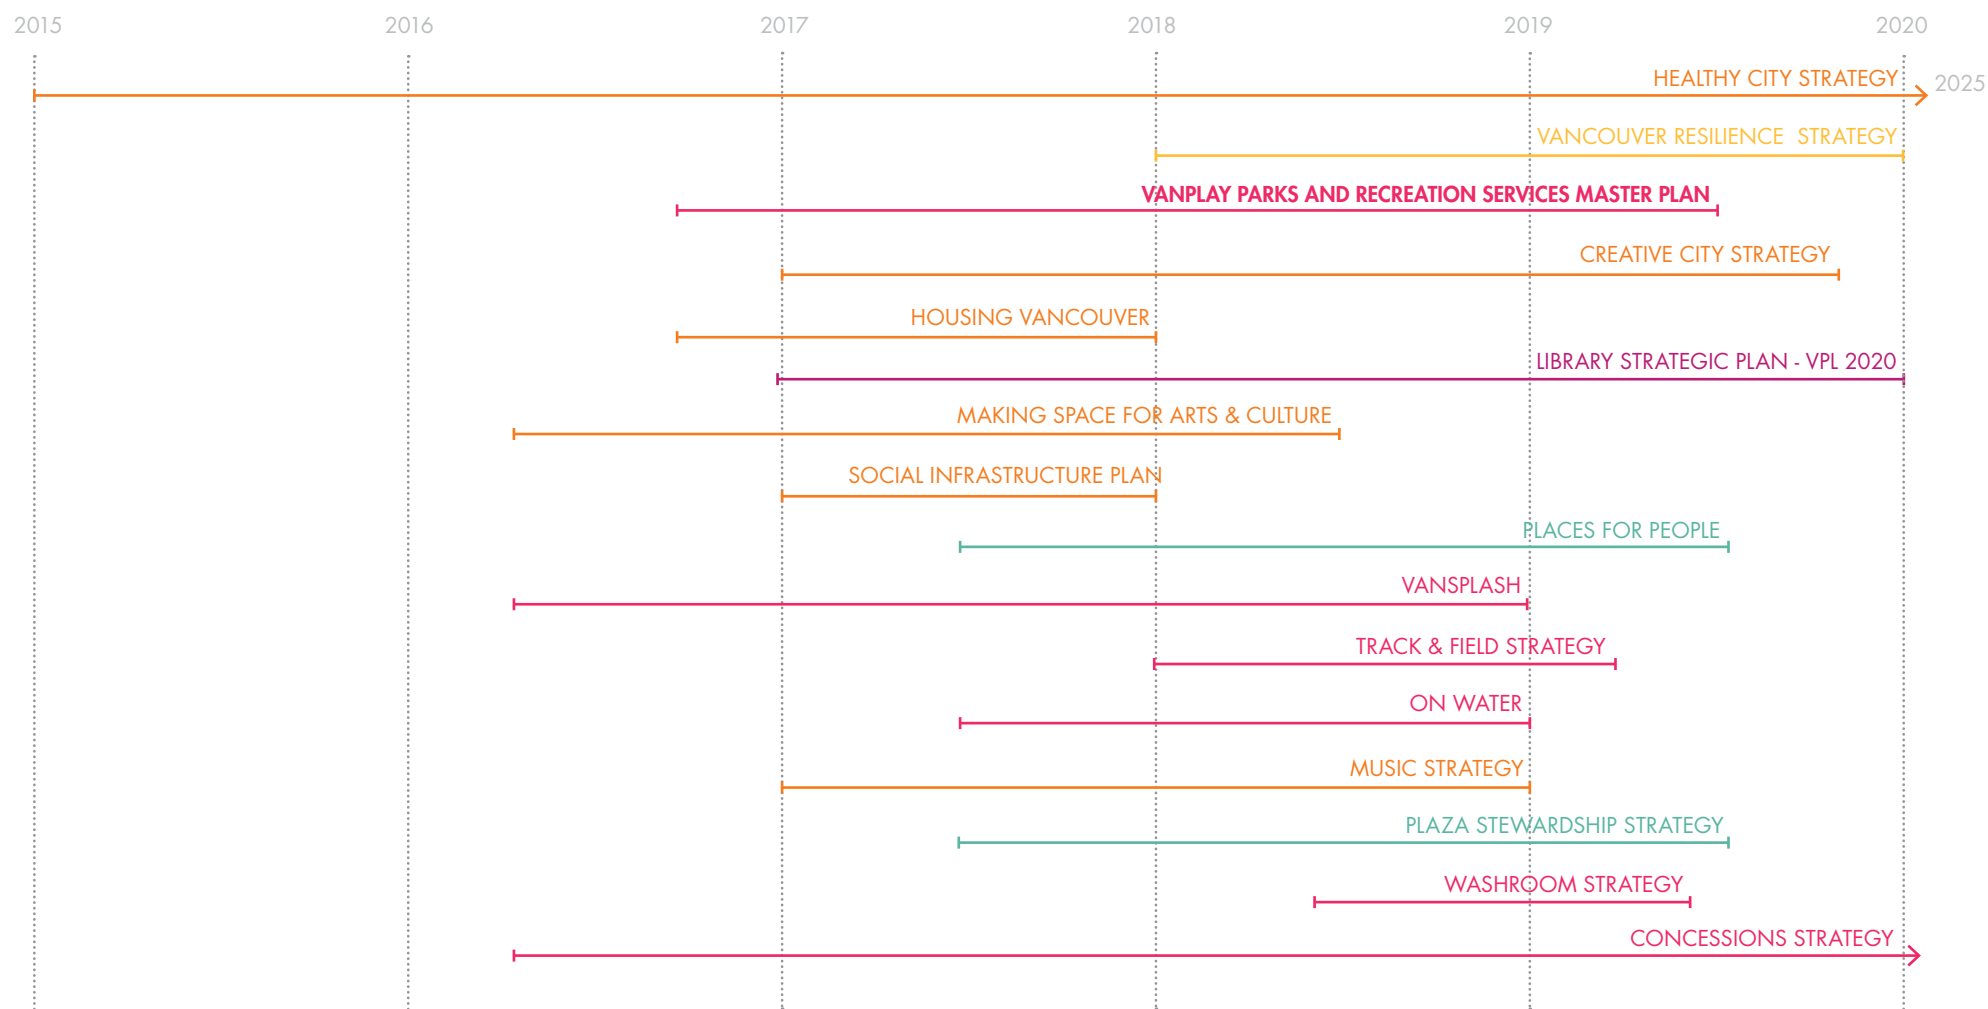 2015 2016 2017 2018 2019 2020
HEALTHY CITY STRATEGY 2025
VANCOUVER RESILIENCE  STRATEGY
VANPLAY PARKS AND RECREATION SERVICES MASTER PLAN
CREATIVE CITY STRATEGY
HOUSING VANCOUVER
LIBRARY STRATEGIC PLAN - VPL 2020
MAKING SPACE FOR ARTS & CULTURE
SOCIAL INFRASTRUCTURE PLAN
PLACES FOR PEOPLE
VANSPLASH
TRACK & FIELD STRATEGY
ON WATER
MUSIC STRATEGY
PLAZA STEWARDSHIP STRATEGY
WASHROOM STRATEGY
CONCESSIONS STRATEGY